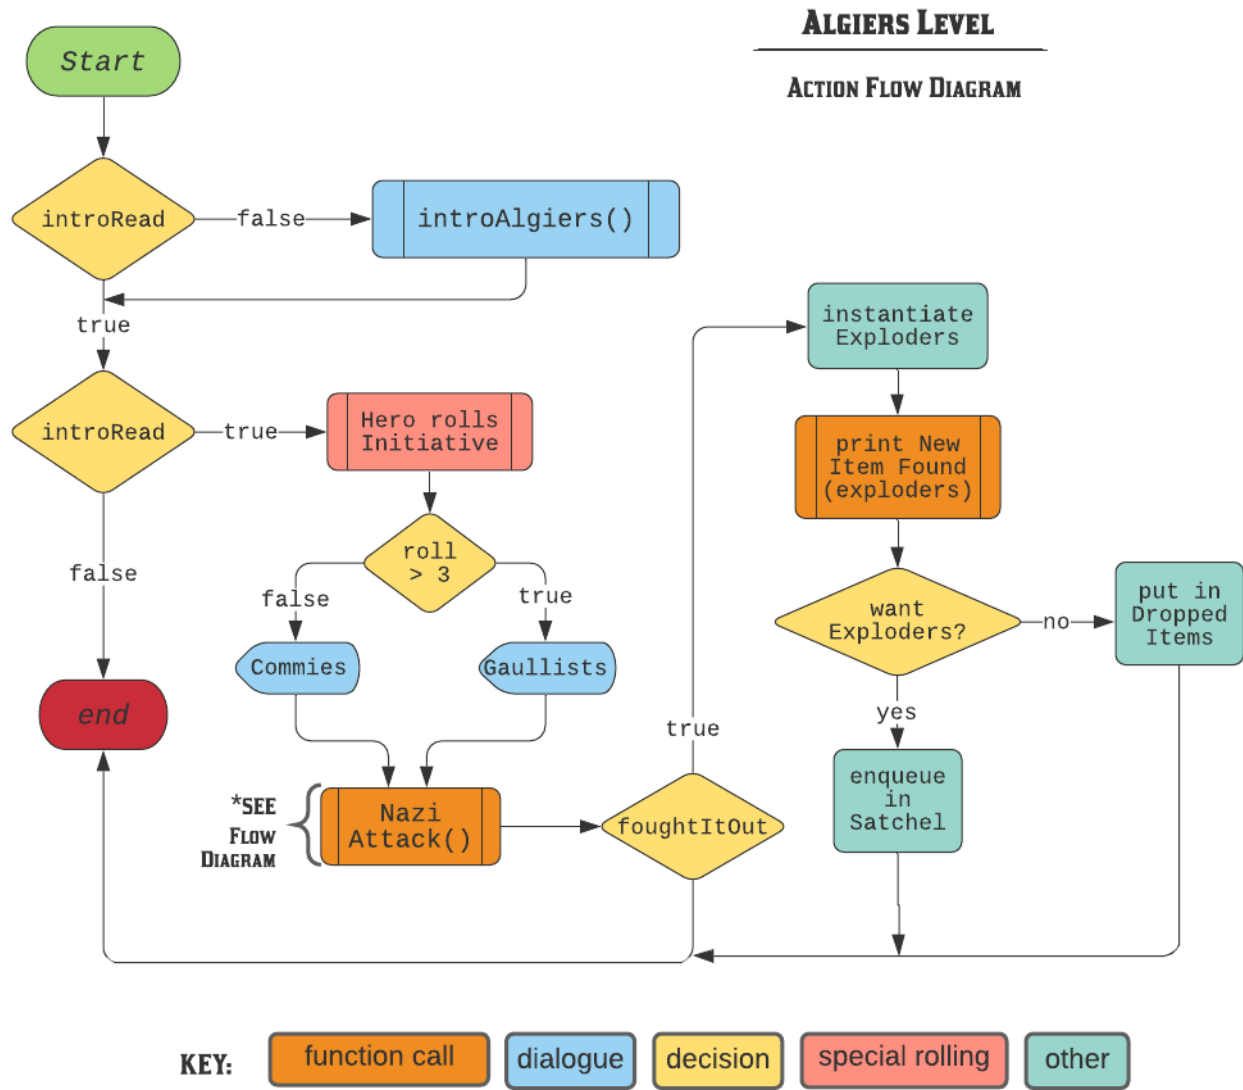 ALGIERS LEVEL
ACTION FLOW DIAGRAM
Start
introRead
false
introAlgiers()
true
introRead
true
Hero rolls
Initiative
false
end
roll
> 3
false
true
Commies
Gaullists
*SEE
FLOW
DIAGRAM
Nazi
Attack()
foughtItOut
true
instantiate
Exploders
print New
Item Found
(exploders)
want
Exploders?
no
put in
Dropped
Items
yes
enqueue
in
Satchel
KEY:
function call
dialogue
decision
special rolling
other